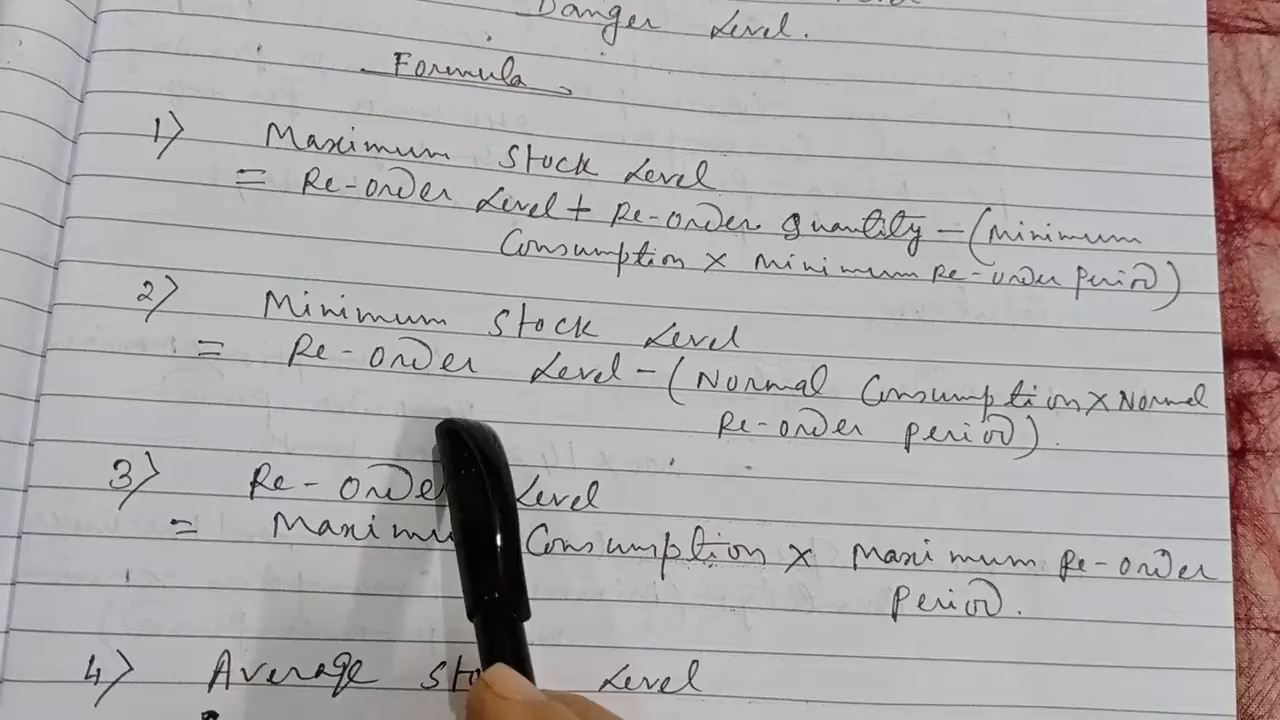 Danger Level.
Formula
1) Maximum Stock Level
= Re-order Level + Re-order Quantity - (Minimum
Consumption x Minimum Re-order Period)
2) Minimum Stock Level
= Re-order Level - (Normal Consumption x Normal
Re-order Period).
3) Re-order Level
= Maximum Consumption x Maximum Re-order
Period.
4) Average Level